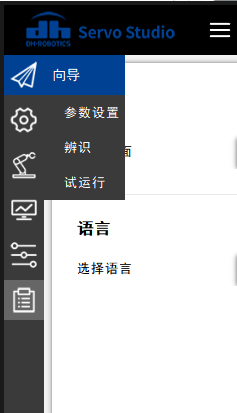 DH-ROBOTICS
Servo Studio
向导
参数设置
辨识
面
试运行
语言
选择语言